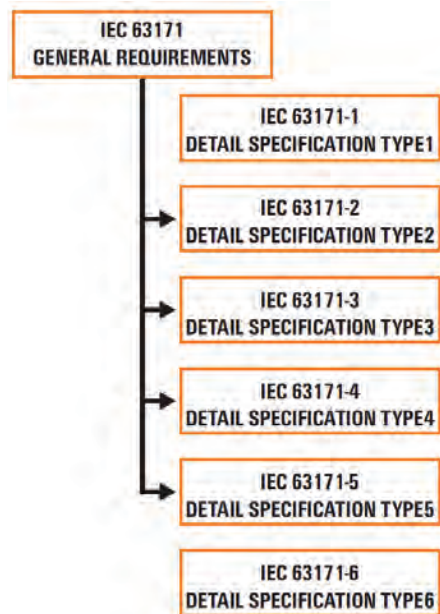 IEC 63171
GENERAL REQUIREMENTS
IEC 63171-1
DETAIL SPECIFICATION TYPE1
IEC 63171-2
DETAIL SPECIFICATION TYPE2
IEC 63171-3
DETAIL SPECIFICATION TYPE3
IEC 63171-4
DETAIL SPECIFICATION TYPE4
IEC 63171-5
DETAIL SPECIFICATION TYPE5
IEC 63171-6
DETAIL SPECIFICATION TYPE6